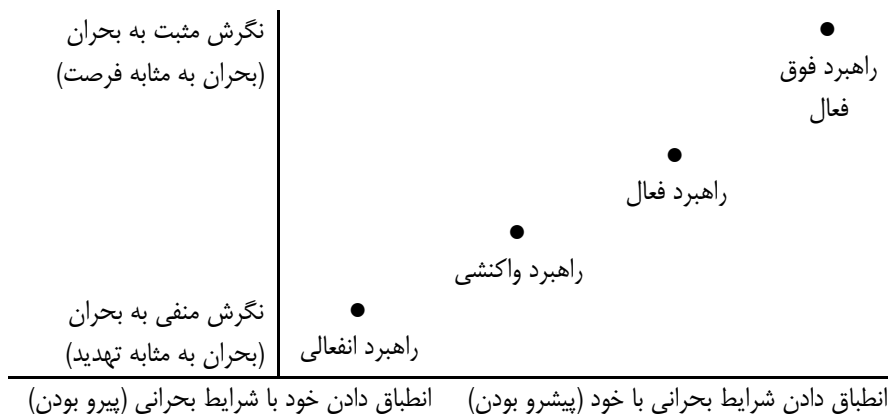 نگرش مثبت به بحران
(بحران به مثابه فرصت)
راهبرد فوق
فعال
راهبرد فعال
راهبرد واکنشی
نگرش منفی به بحران
(بحران به مثابه تهدید)
راهبرد انفعالی
انطباق دادن شرایط بحرانی با خود (پیشرو بودن)
انطباق دادن خود با شرایط بحرانی (پیرو بودن)